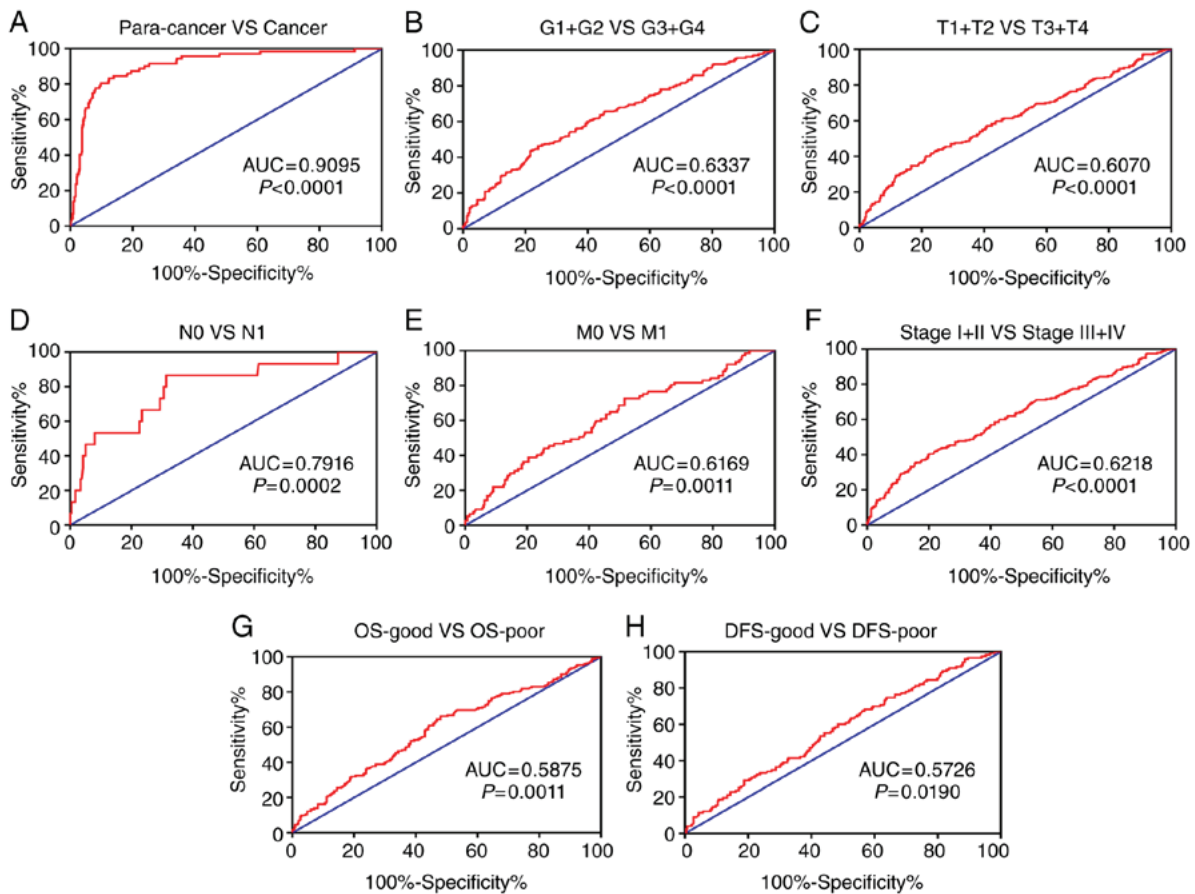 A
Para-cancer VS Cancer
Sensitivity%
100
80
60
40
20
0
AUC=0.9095
P<0.0001
0 20 40 60 80 100
100%-Specificity%
B
G1+G2 VS G3+G4
Sensitivity%
100
80
60
40
20
0
AUC=0.6337
P<0.0001
0 20 40 60 80 100
100%-Specificity%
C
T1+T2 VS T3+T4
Sensitivity%
100
80
60
40
20
0
AUC=0.6070
P<0.0001
0 20 40 60 80 100
100%-Specificity%
D
N0 VS N1
Sensitivity%
100
80
60
40
20
0
AUC=0.7916
P=0.0002
0 20 40 60 80 100
100%-Specificity%
E
M0 VS M1
Sensitivity%
100
80
60
40
20
0
AUC=0.6169
P=0.0011
0 20 40 60 80 100
100%-Specificity%
F
Stage I+II VS Stage III+IV
Sensitivity%
100
80
60
40
20
0
AUC=0.6218
P<0.0001
0 20 40 60 80 100
100%-Specificity%
G
OS-good VS OS-poor
Sensitivity%
100
80
60
40
20
0
AUC=0.5875
P=0.0011
0 20 40 60 80 100
100%-Specificity%
H
DFS-good VS DFS-poor
Sensitivity%
100
80
60
40
20
0
AUC=0.5726
P=0.0190
0 20 40 60 80 100
100%-Specificity%